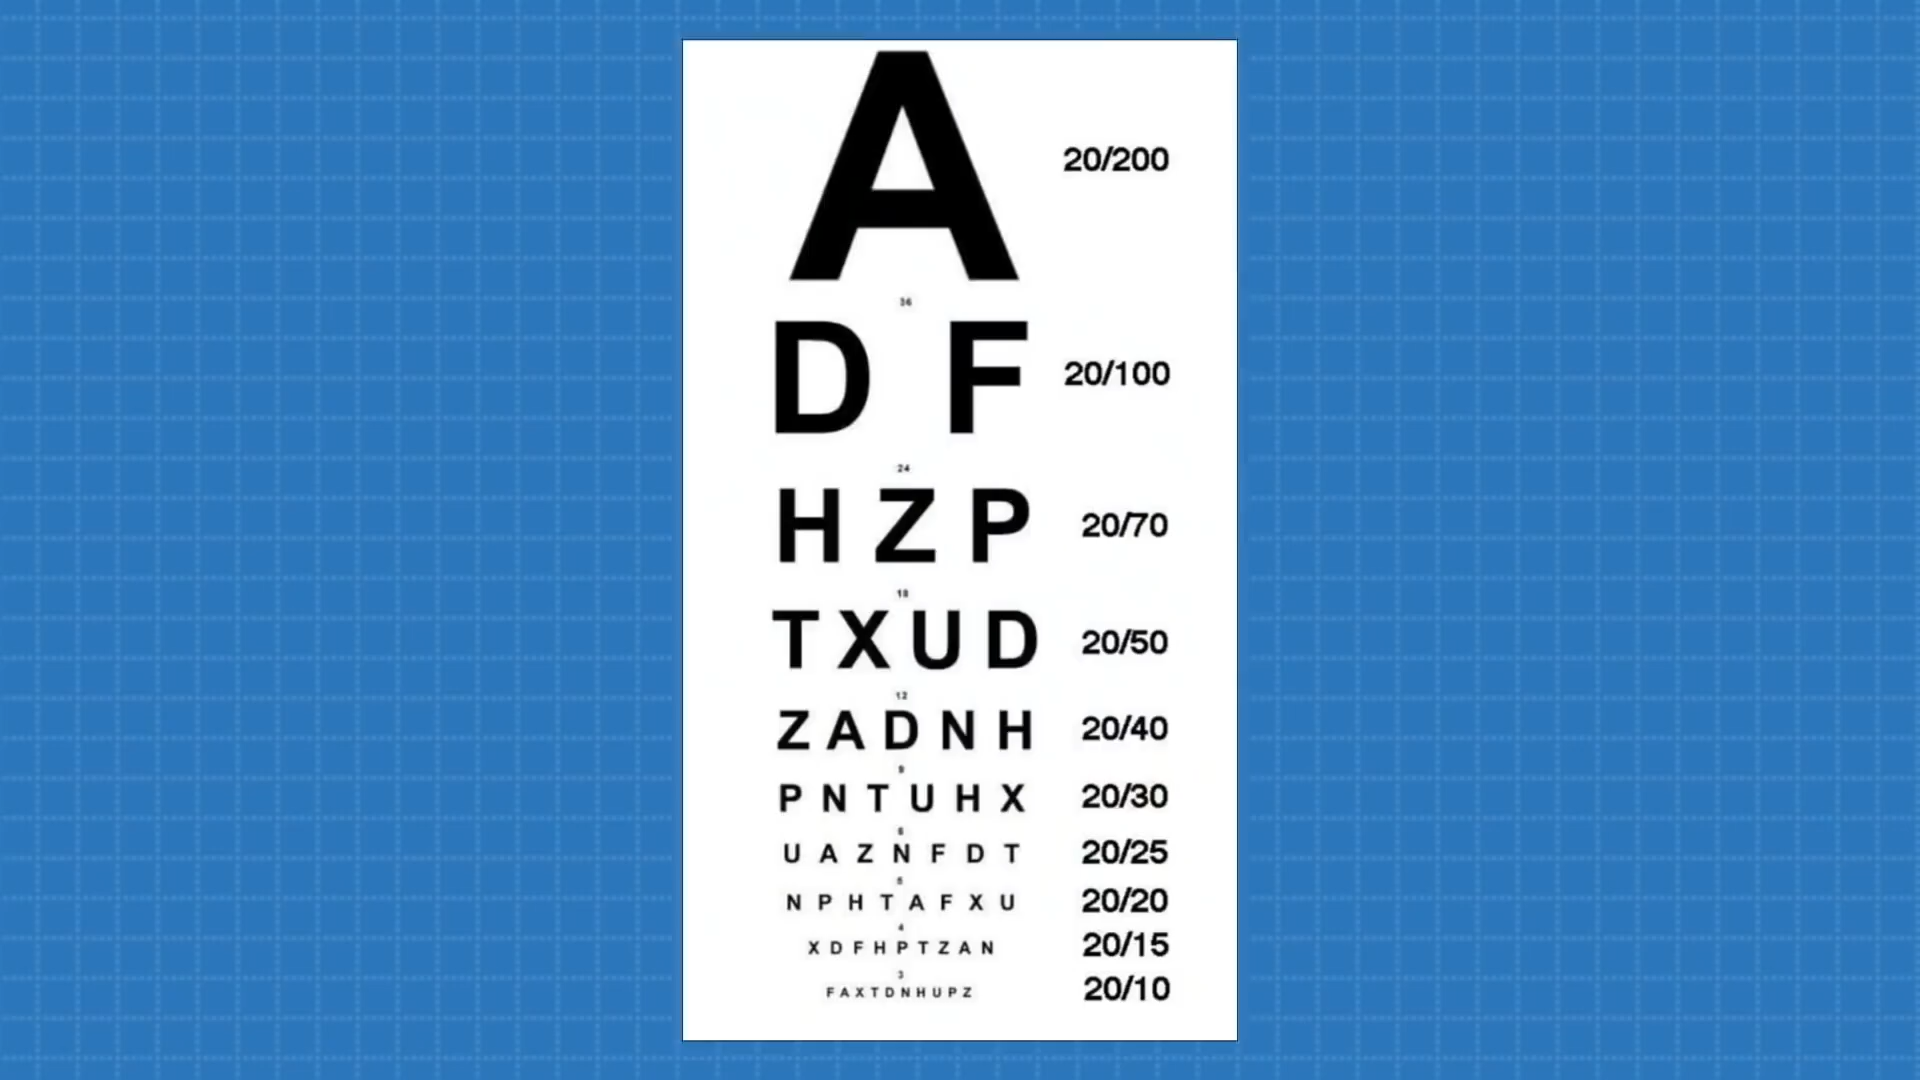 A 20/200
36
D F 20/100
24
H Z P 20/70
18
T X U D 20/50
12
Z A D N H 20/40
9
P N T U H X 20/30
6
U A Z N F D T 20/25
5
N P H T A F X U 20/20
4
X D F H P T Z A N 20/15
3
F A X T D N H U P Z 20/10